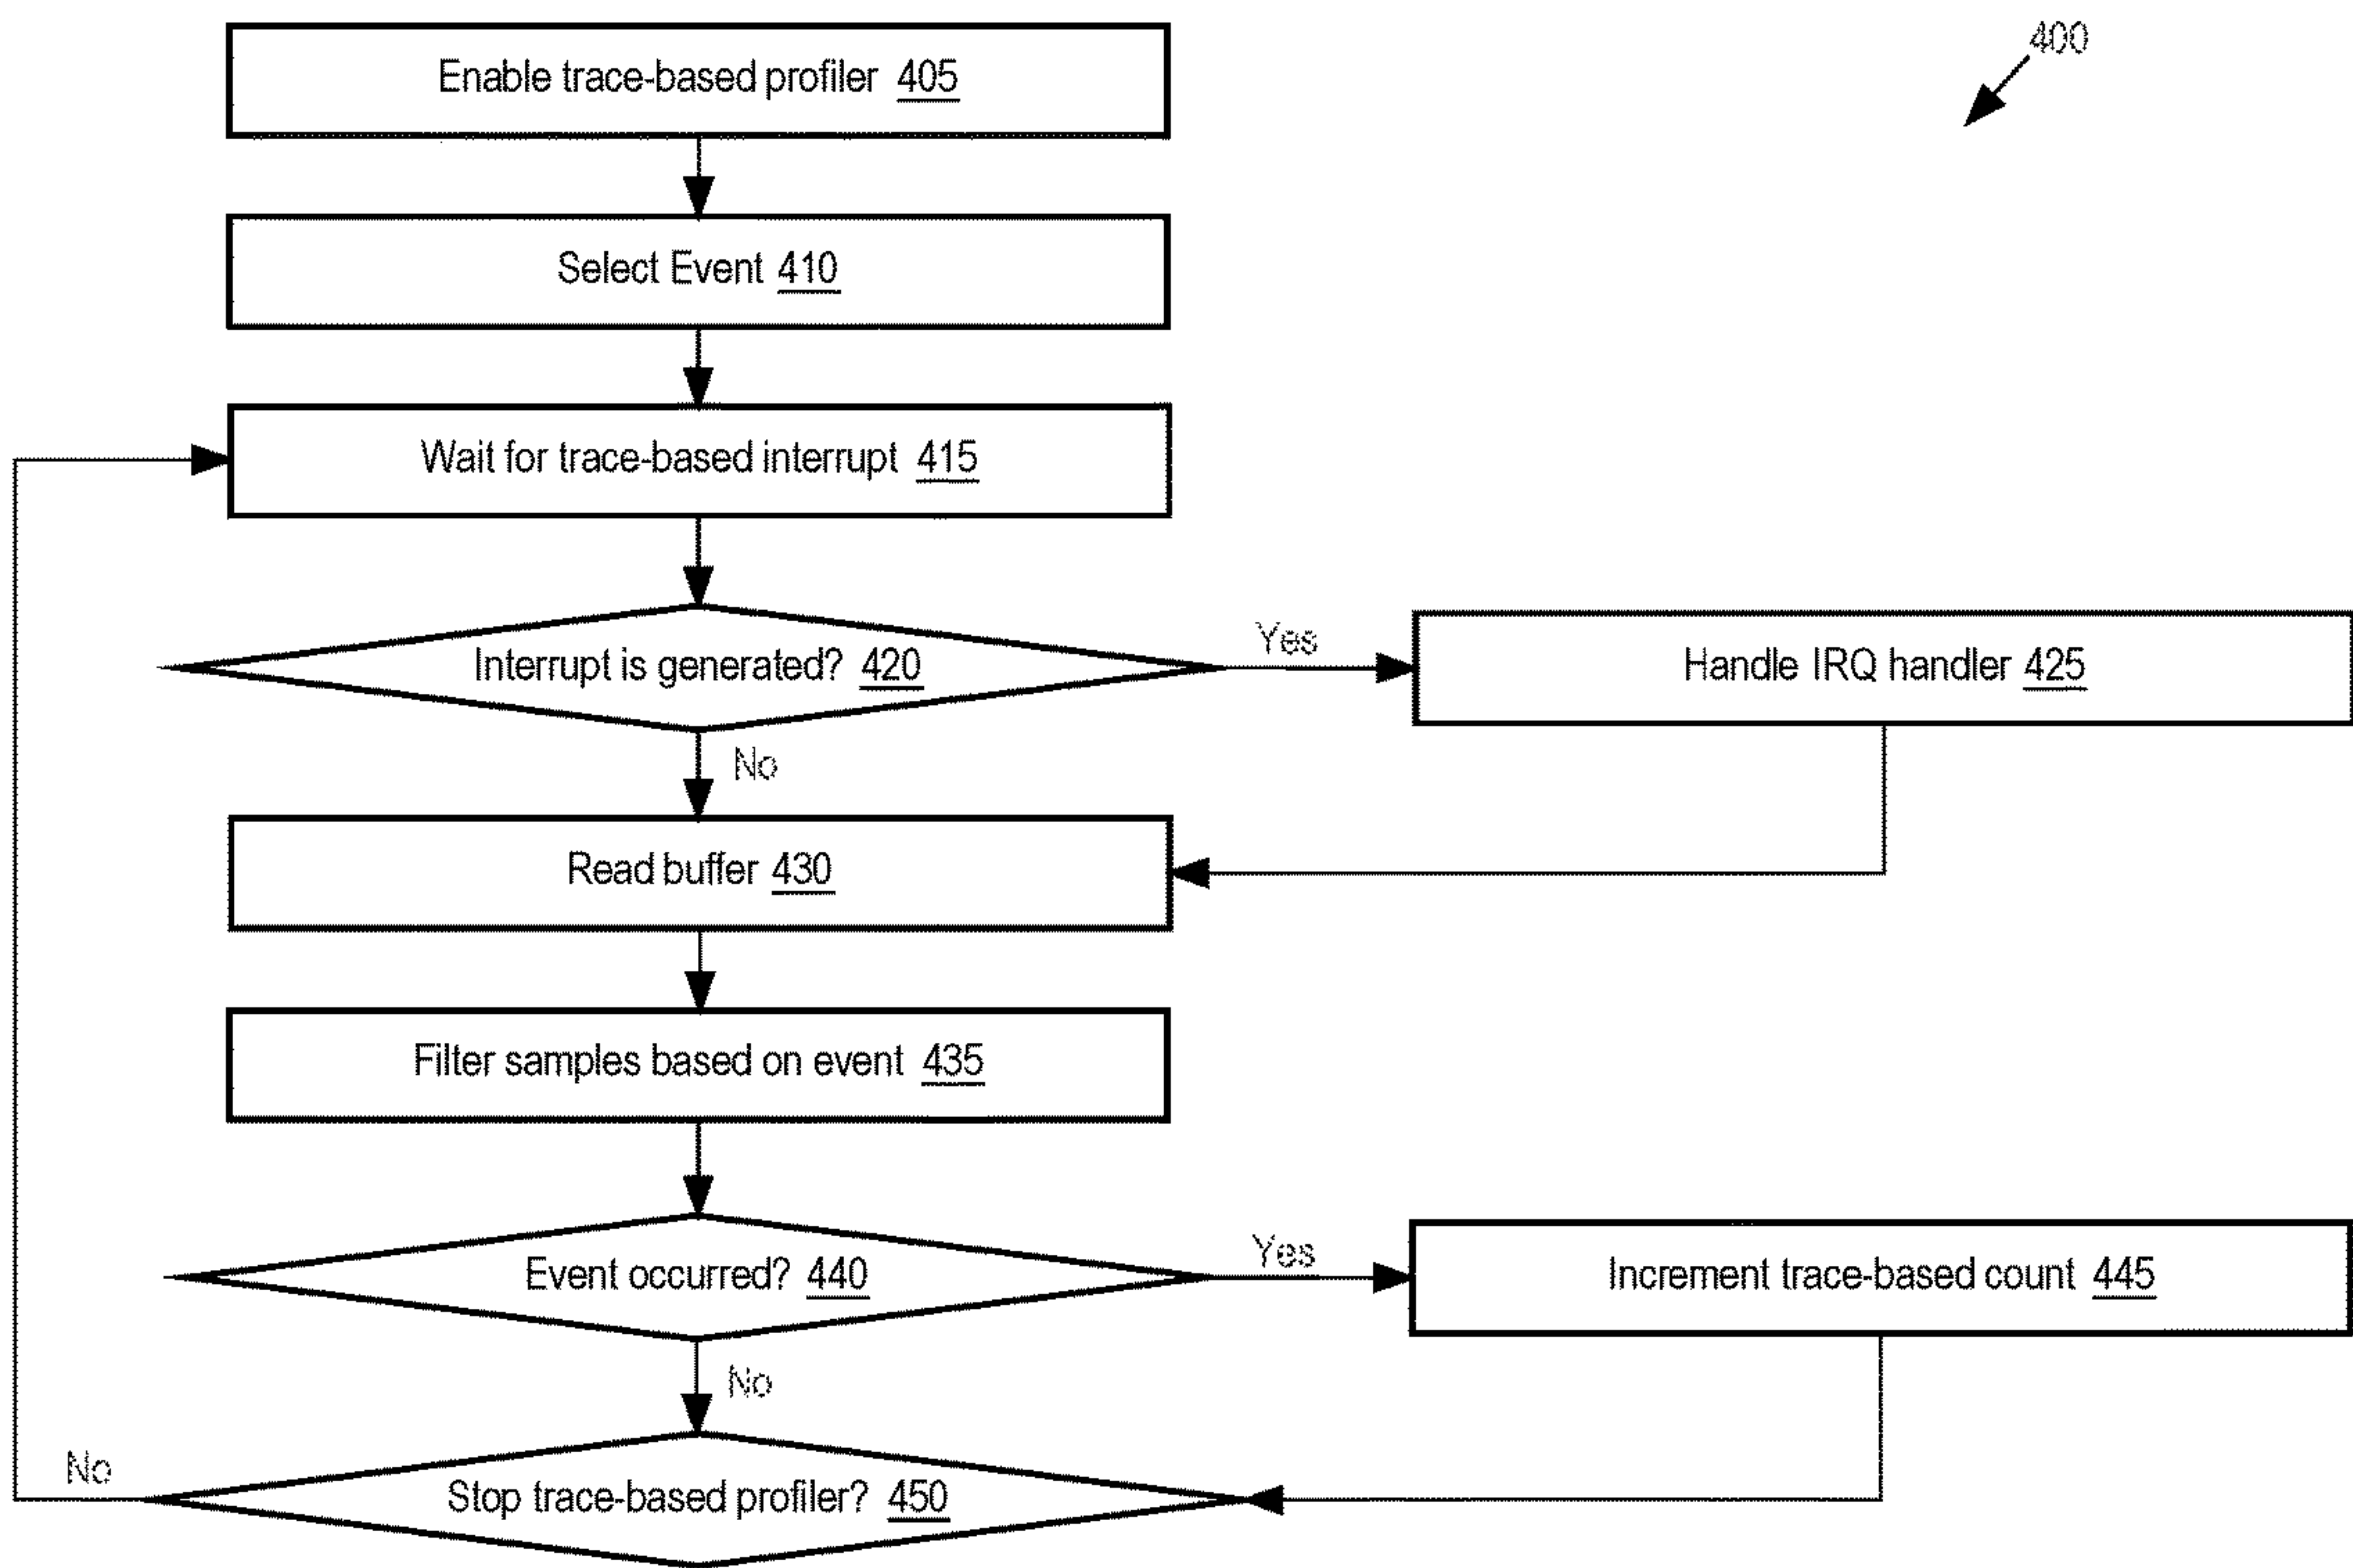 400
Enable trace-based profiler 405
Select Event 410
Wait for trace-based interrupt 415
Interrupt is generated? 420
Yes
Handle IRQ handler 425
No
Read buffer 430
Filter samples based on event 435
Event occurred? 440
Yes
Increment trace-based count 445
No
No
Stop trace-based profiler? 450